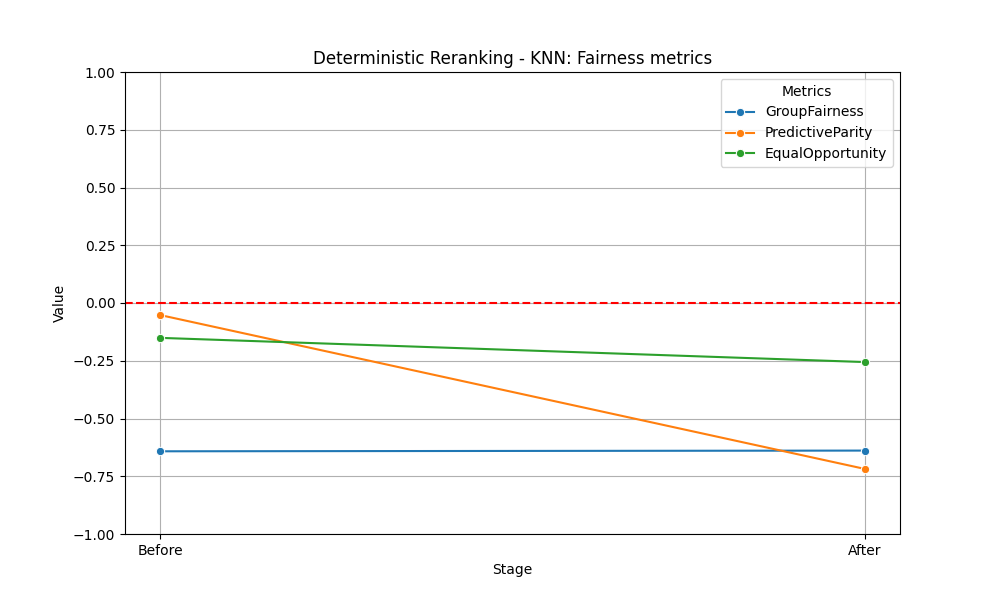 Deterministic Reranking - KNN: Fairness metrics
1.00
0.75
0.50
0.25
0.00
−0.25
−0.50
−0.75
−1.00
Value
Metrics
GroupFairness
PredictiveParity
EqualOpportunity
Before
After
Stage